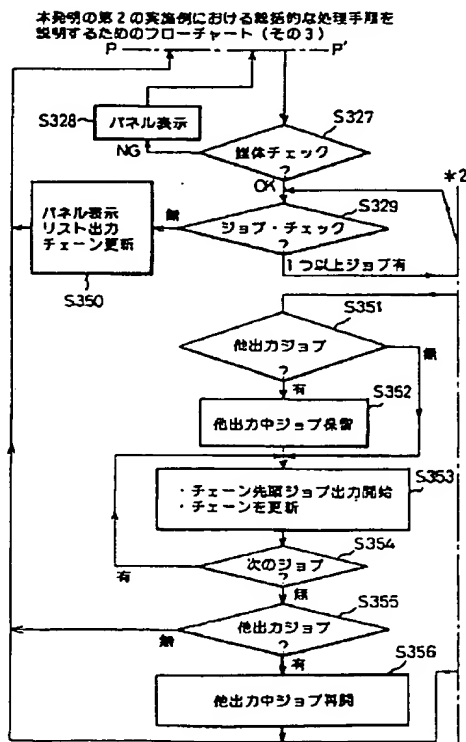 本発明の第2の実施例における総括的な処理手順を
説明するためのフローチャート(その3)
P P'
S328
パネル表示
S327
NG
媒体チェック
?
OK
*2
S329
ジョブ・チェック
?
無
パネル表示
リスト出力
チェーン更新
S350
1つ以上ジョブ有
S351
他出力ジョブ
?
無
有
S352
他出力中ジョブ保留
S353
・チェーン先頭ジョブ出力開始
・チェーンを更新
S354
次のジョブ
?
有
無
S355
他出力ジョブ
?
無
有
S356
他出力中ジョブ再開